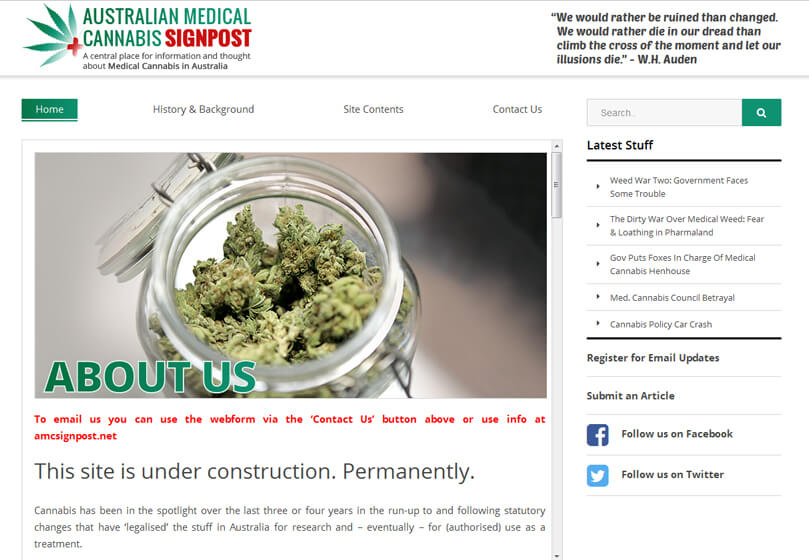 AUSTRALIAN MEDICAL
CANNABIS SIGNPOST
A central place for information and thought
about Medical Cannabis in Australia
“We would rather be ruined than changed.
We would rather die in our dread than
climb the cross of the moment and let our
illusions die.” - W.H. Auden
Home
History & Background
Site Contents
Contact Us
Search..
ABOUT US
To email us you can use the webform via the ‘Contact Us’ button above or use info at
amcsignpost.net
This site is under construction. Permanently.
Cannabis has been in the spotlight over the last three or four years in the run-up to and following statutory
changes that have ‘legalised’ the stuff in Australia for research and – eventually – for (authorised) use as a
treatment.
Latest Stuff
Weed War Two: Government Faces
Some Trouble
The Dirty War Over Medical Weed: Fear
& Loathing in Pharmaland
Gov Puts Foxes In Charge Of Medical
Cannabis Henhouse
Med. Cannabis Council Betrayal
Cannabis Policy Car Crash
Register for Email Updates
Submit an Article
Follow us on Facebook
Follow us on Twitter